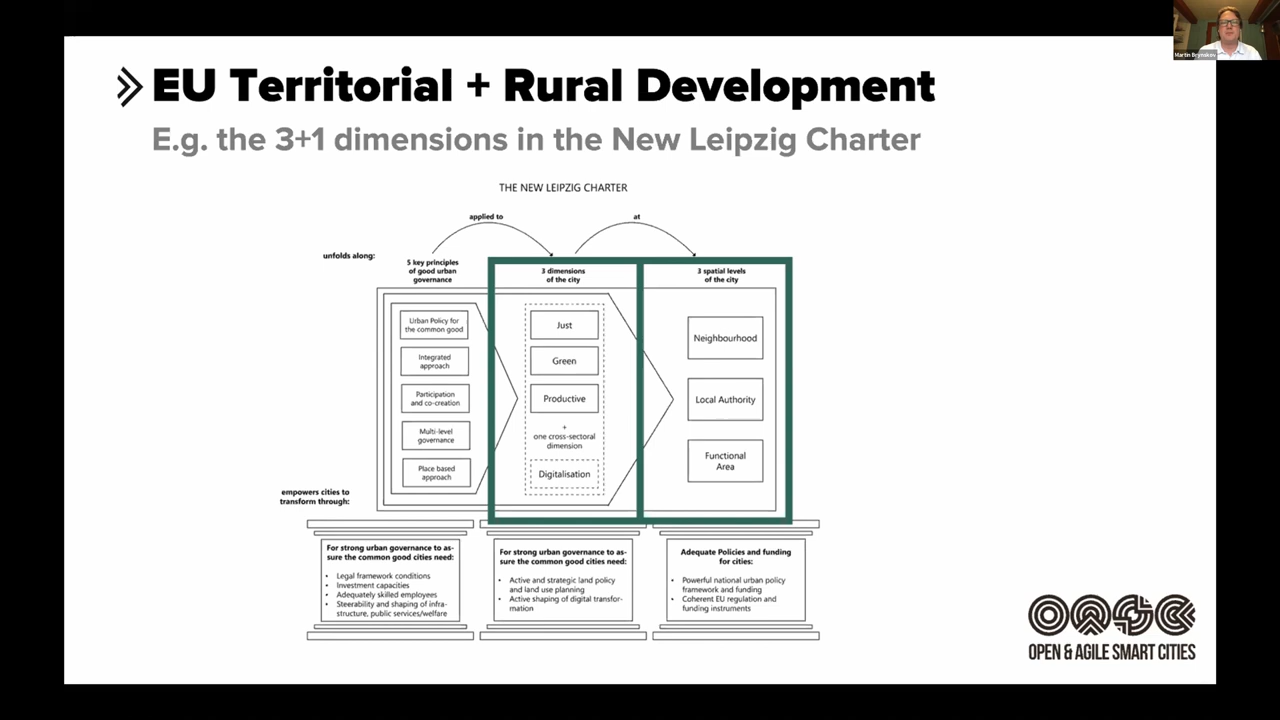 Martin Brynskov
EU Territorial + Rural Development
E.g. the 3+1 dimensions in the New Leipzig Charter
THE NEW LEIPZIG CHARTER
applied to
at
unfolds along:
5 key principles
of good urban
governance
3 dimensions
of the city
3 spatial levels
of the city
Urban Policy for
the common good
Integrated
approach
Participation
and co-creation
Multi-level
governance
Place based
approach
Just
Green
Productive
+
one cross-sectoral
dimension
Digitalisation
Neighbourhood
Local Authority
Functional
Area
empowers cities to
transform through:
For strong urban governance to as-
sure the common good cities need:
• Legal framework conditions
• Investment capacities
• Adequately skilled employees
• Steerability and shaping of infra-
structure, public services/welfare
For strong urban governance to as-
sure the common good cities need:
• Active and strategic land policy
and land use planning
• Active shaping of digital transfor-
mation
Adequate Policies and funding
for cities:
• Powerful national urban policy
framework and funding
• Coherent EU regulation and
funding instruments
OASC
OPEN & AGILE SMART CITIES